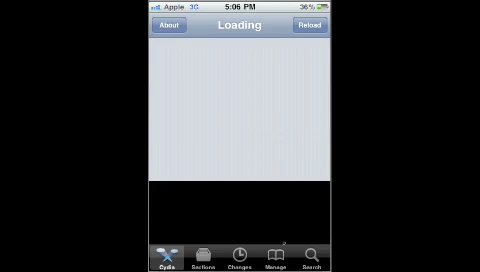 Apple 3G 5:06 PM 36%
About Loading Reload
Cydia Sections Changes Manage Search